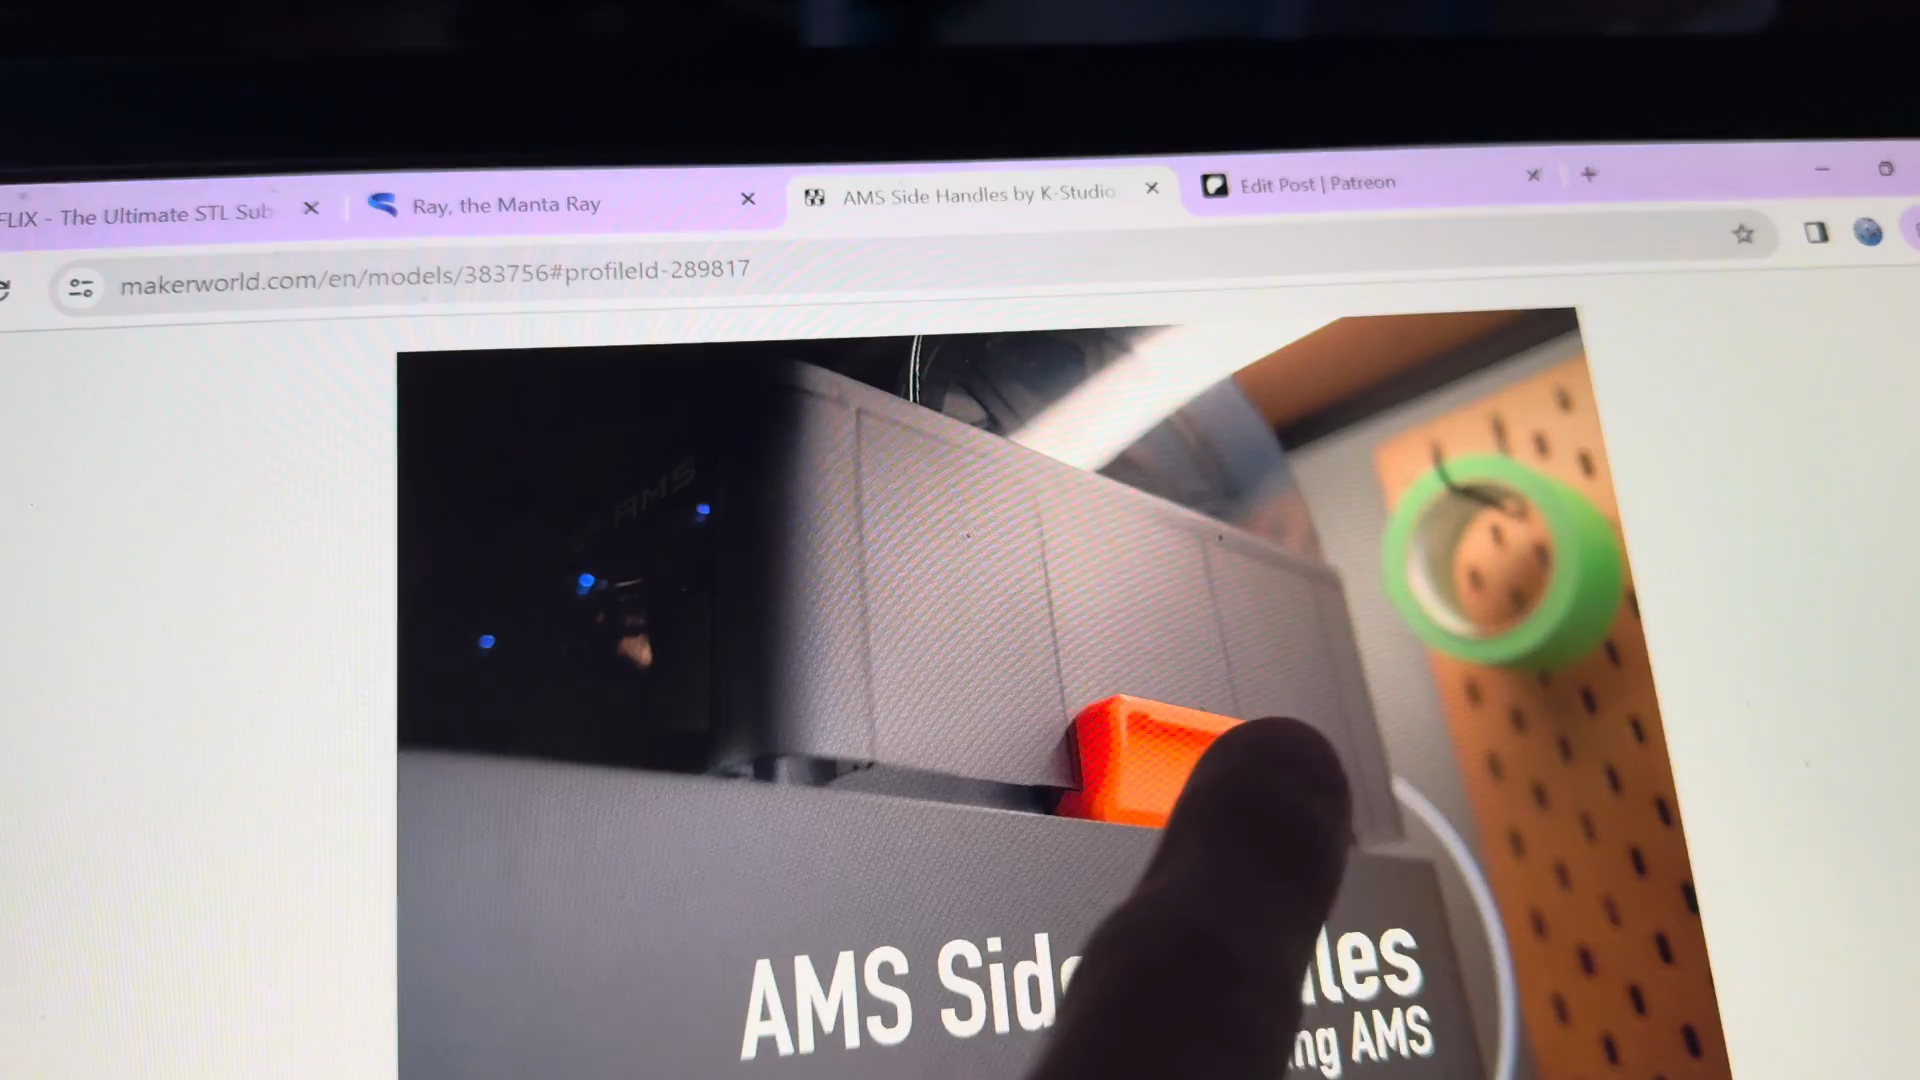 FLIX - The Ultimate STL Sub
Ray, the Manta Ray
AMS Side Handles by K-Studio
Edit Post | Patreon
makerworld.com/en/models/383756#profileId-289817
AMS
AMS Sid les
ng AMS